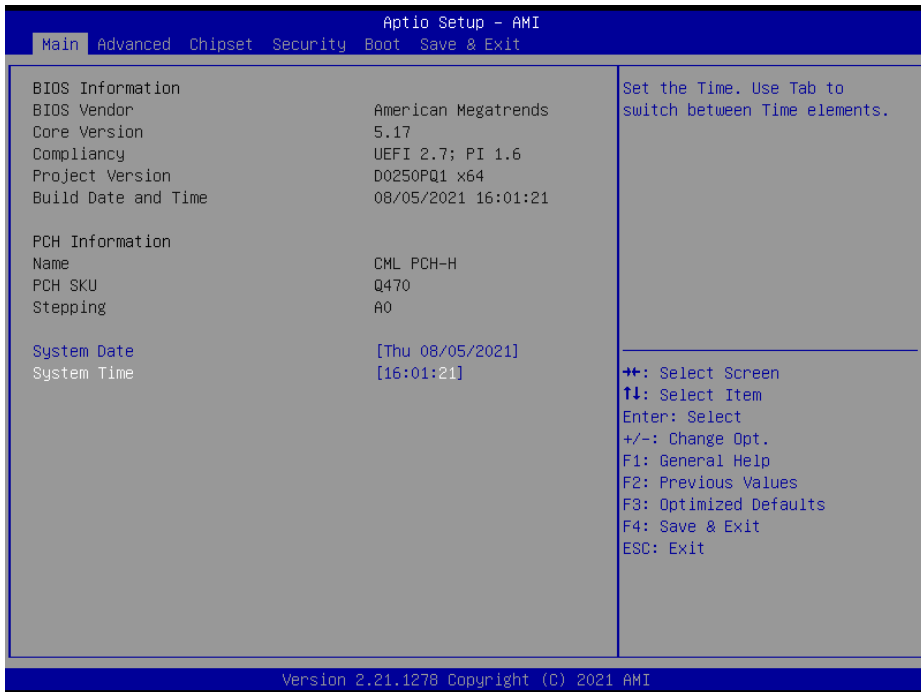 Aptio Setup – AMI
Main Advanced Chipset Security Boot Save & Exit
BIOS Information
BIOS Vendor American Megatrends
Core Version 5.17
Compliancy UEFI 2.7; PI 1.6
Project Version D0250PQ1 x64
Build Date and Time 08/05/2021 16:01:21
PCH Information
Name CML PCH-H
PCH SKU Q470
Stepping A0
System Date [Thu 08/05/2021]
System Time [16:01:21]
Set the Time. Use Tab to
switch between Time elements.
→←: Select Screen
↑↓: Select Item
Enter: Select
+/-: Change Opt.
F1: General Help
F2: Previous Values
F3: Optimized Defaults
F4: Save & Exit
ESC: Exit
Version 2.21.1278 Copyright (C) 2021 AMI